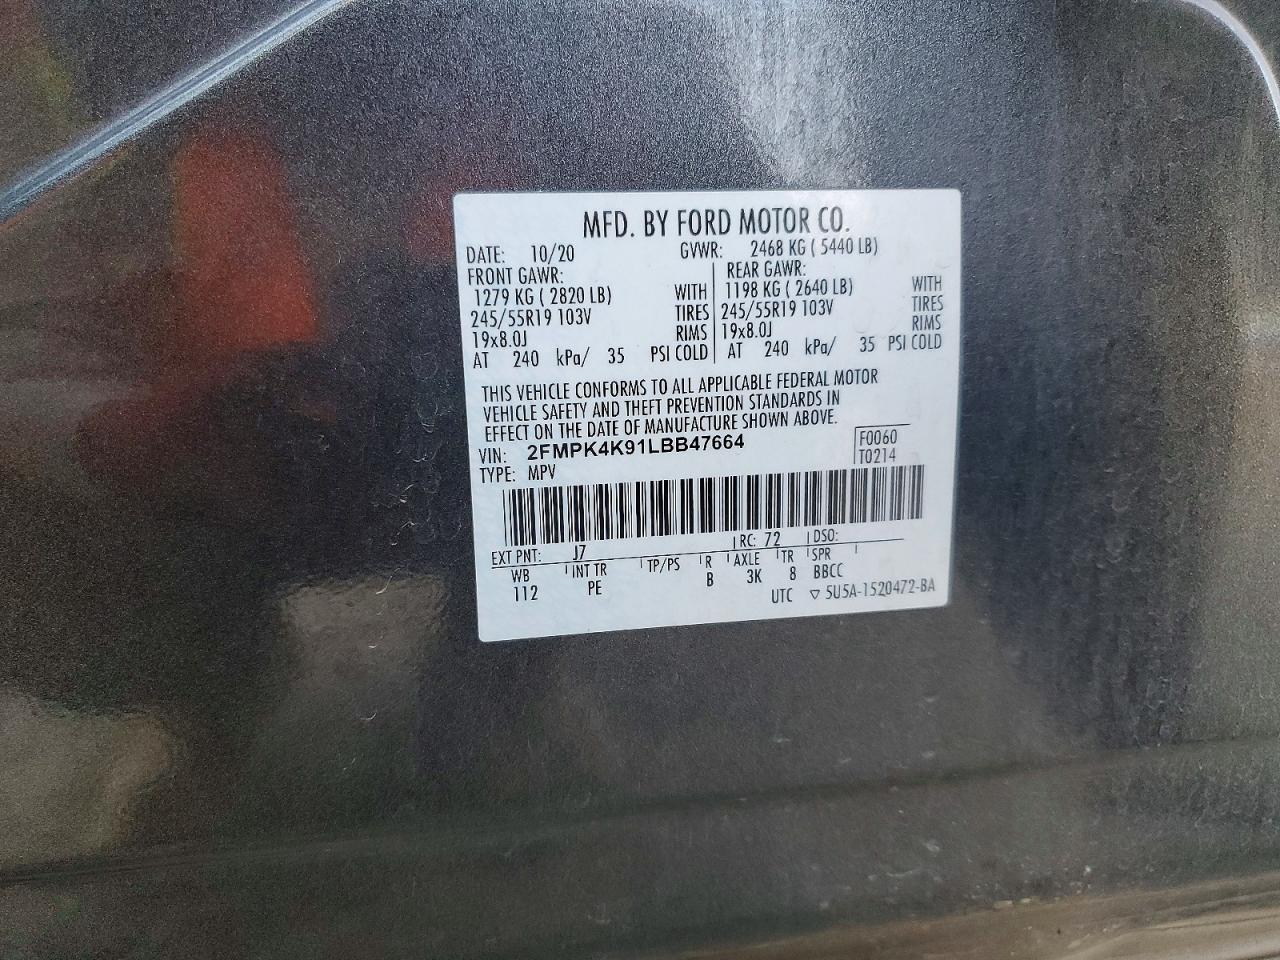 MFD. BY FORD MOTOR CO.
DATE: 10/20 GVWR: 2468 KG ( 5440 LB)
FRONT GAWR: REAR GAWR:
1279 KG ( 2820 LB) WITH 1198 KG ( 2640 LB) WITH
245/55R19 103V TIRES 245/55R19 103V TIRES
19x8.0J RIMS 19x8.0J RIMS
AT 240 kPa/ 35 PSI COLD AT 240 kPa/ 35 PSI COLD
THIS VEHICLE CONFORMS TO ALL APPLICABLE FEDERAL MOTOR
VEHICLE SAFETY AND THEFT PREVENTION STANDARDS IN
EFFECT ON THE DATE OF MANUFACTURE SHOWN ABOVE.
VIN: 2FMPK4K91LBB47664 F0060
TYPE: MPV T0214
EXT PNT: J7 RC: 72 DSO:
WB INT TR TP/PS R AXLE TR SPR
112 PE B 3K 8 BBCC
UTC ▽ 5U5A-1520472-BA